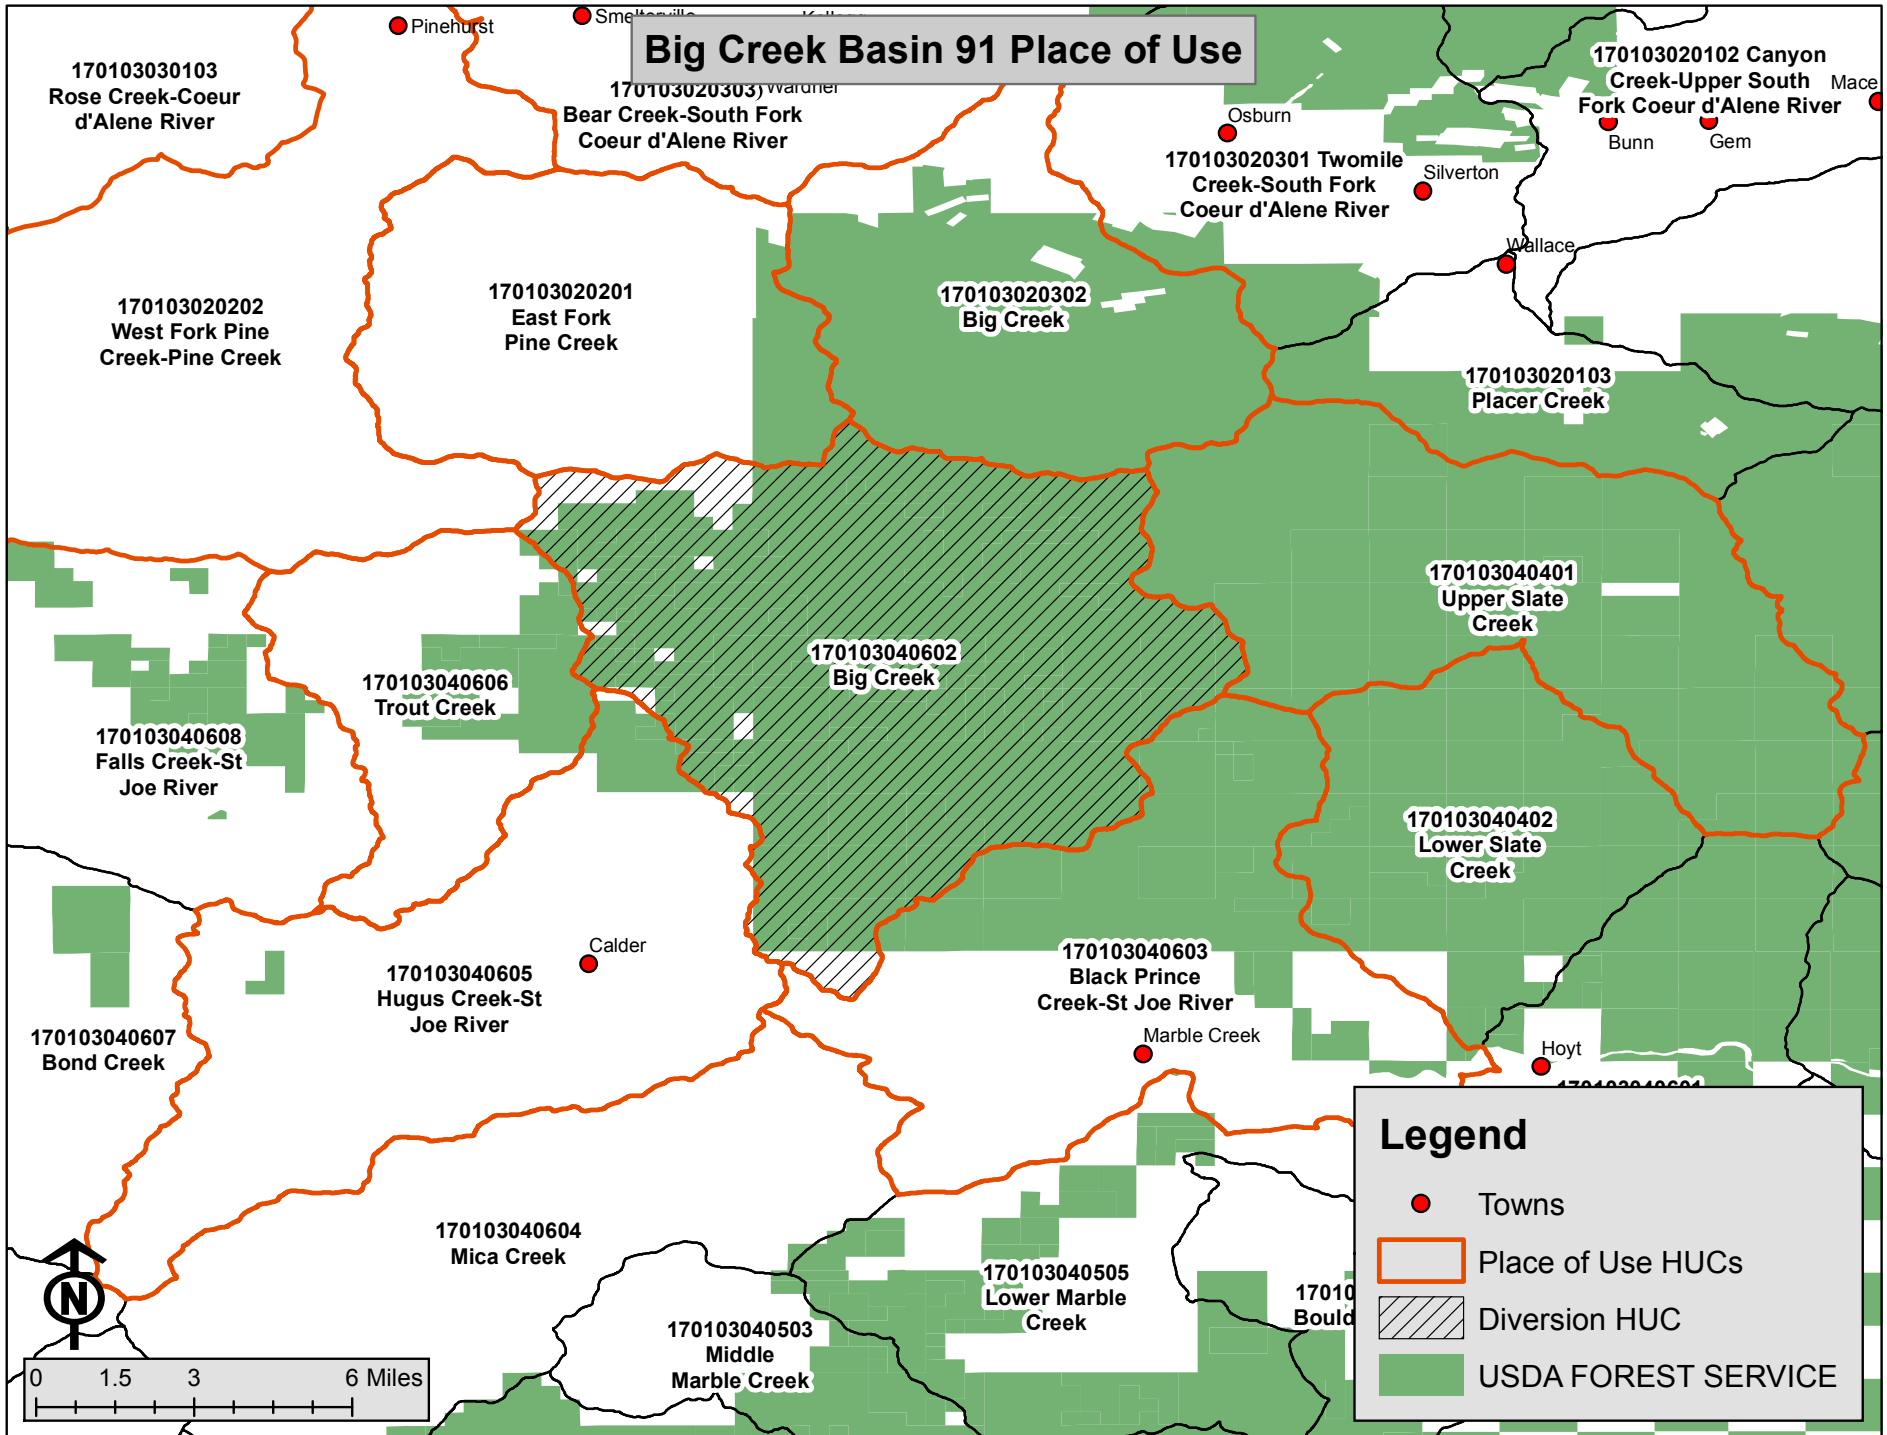 Big Creek Basin 91 Place of Use
Pinehurst
Smelterville
170103030103
Rose Creek-Coeur
d'Alene River
170103020303
Wardner
Bear Creek-South Fork
Coeur d'Alene River
170103020102 Canyon
Creek-Upper South
Fork Coeur d'Alene River
Mace
Bunn
Gem
Osburn
170103020301 Twomile
Creek-South Fork
Coeur d'Alene River
Silverton
Wallace
170103020202
West Fork Pine
Creek-Pine Creek
170103020201
East Fork
Pine Creek
170103020302
Big Creek
170103020103
Placer Creek
170103040401
Upper Slate
Creek
170103040602
Big Creek
170103040606
Trout Creek
170103040608
Falls Creek-St
Joe River
170103040402
Lower Slate
Creek
Calder
170103040605
Hugus Creek-St
Joe River
170103040603
Black Prince
Creek-St Joe River
Marble Creek
Hoyt
170103040601
170103040607
Bond Creek
170103040604
Mica Creek
170103040505
Lower Marble
Creek
170103040503
Middle
Marble Creek
17010
Bould
Legend
Towns
Place of Use HUCs
Diversion HUC
USDA FOREST SERVICE
N
0 1.5 3 6 Miles